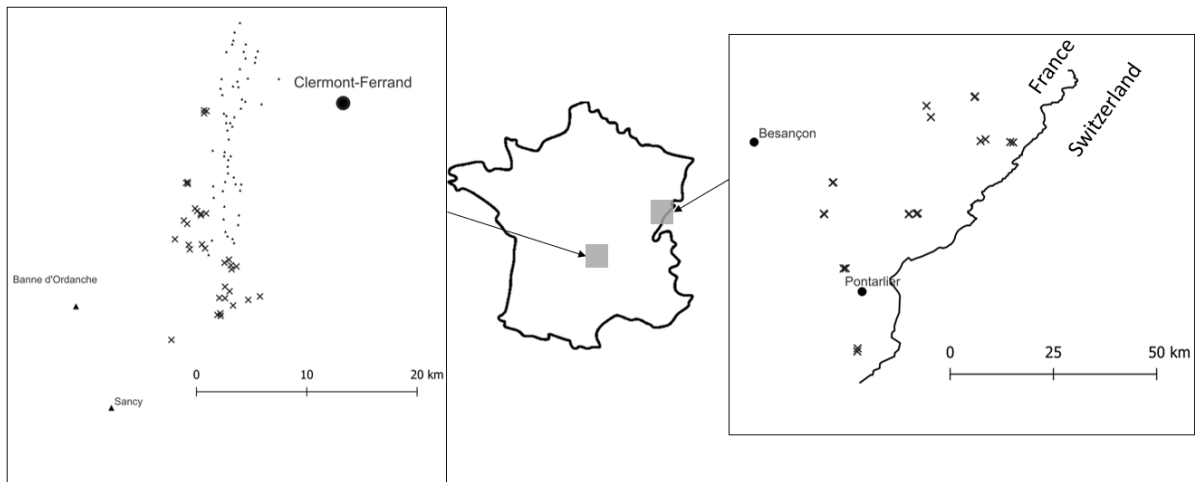 Clermont-Ferrand
Banne d'Ordanche
0 10 20 km
Sancy
France
Switzerland
Besançon
Pontarlier
0 25 50 km